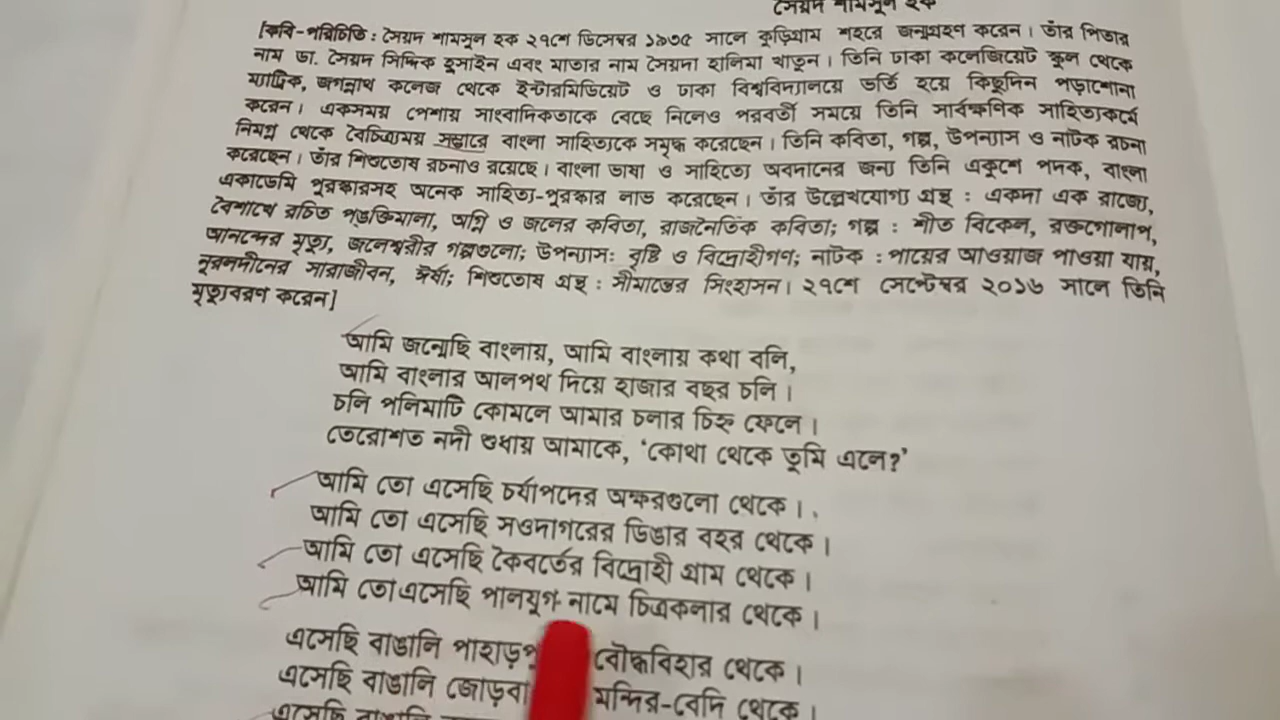 সৈয়দ শামসুল হক
[কবি-পরিচিতি : সৈয়দ শামসুল হক ২৭শে ডিসেম্বর ১৯৩৫ সালে কুড়িগ্রাম শহরে জন্মগ্রহণ করেন। তাঁর পিতার
নাম ডা. সৈয়দ সিদ্দিক হুসাইন এবং মাতার নাম সৈয়দা হালিমা খাতুন। তিনি ঢাকা কলেজিয়েট স্কুল থেকে
ম্যাট্রিক, জগন্নাথ কলেজ থেকে ইন্টারমিডিয়েট ও ঢাকা বিশ্ববিদ্যালয়ে ভর্তি হয়ে কিছুদিন পড়াশোনা
করেন। একসময় পেশায় সাংবাদিকতাকে বেছে নিলেও পরবর্তী সময়ে তিনি সার্বক্ষণিক সাহিত্যকর্মে
নিমগ্ন থেকে বৈচিত্র্যময় সম্ভারে বাংলা সাহিত্যকে সমৃদ্ধ করেছেন। তিনি কবিতা, গল্প, উপন্যাস ও নাটক রচনা
করেছেন। তাঁর শিশুতোষ রচনাও রয়েছে। বাংলা ভাষা ও সাহিত্যে অবদানের জন্য তিনি একুশে পদক, বাংলা
একাডেমি পুরস্কারসহ অনেক সাহিত্য-পুরস্কার লাভ করেছেন। তাঁর উল্লেখযোগ্য গ্রন্থ : একদা এক রাজ্যে,
বৈশাখে রচিত পঙ্‌ক্তিমালা, অগ্নি ও জলের কবিতা, রাজনৈতিক কবিতা; গল্প : শীত বিকেল, রক্তগোলাপ,
আনন্দের মৃত্যু, জলেশ্বরীর গল্পগুলো; উপন্যাস: বৃষ্টি ও বিদ্রোহীগণ; নাটক : পায়ের আওয়াজ পাওয়া যায়,
নূরলদীনের সারাজীবন, ঈর্ষা; শিশুতোষ গ্রন্থ : সীমান্তের সিংহাসন। ২৭শে সেপ্টেম্বর ২০১৬ সালে তিনি
মৃত্যুবরণ করেন]
আমি জন্মেছি বাংলায়, আমি বাংলায় কথা বলি,
আমি বাংলার আলপথ দিয়ে হাজার বছর চলি।
চলি পলিমাটি কোমলে আমার চলার চিহ্ন ফেলে।
তেরোশত নদী শুধায় আমাকে, ‘কোথা থেকে তুমি এলে?’
আমি তো এসেছি চর্যাপদের অক্ষরগুলো থেকে।
আমি তো এসেছি সওদাগরের ডিঙার বহর থেকে।
আমি তো এসেছি কৈবর্তের বিদ্রোহী গ্রাম থেকে।
আমি তো এসেছি পালযুগ নামে চিত্রকলার থেকে।
এসেছি বাঙালি বৌদ্ধবিহার থেকে।
এসেছি বাঙালি মন্দির-বেদি থেকে।
এসেছি বাঙালি